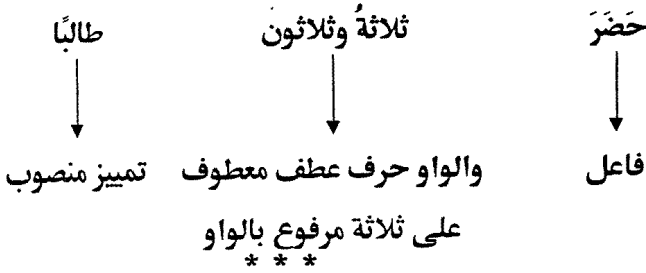 حَضَرَ ثلاثةُ وثلاثون طالبًا
فاعل والواو حرف عطف معطوف تمييز منصوب
على ثلاثة مرفوع بالواو
* * *